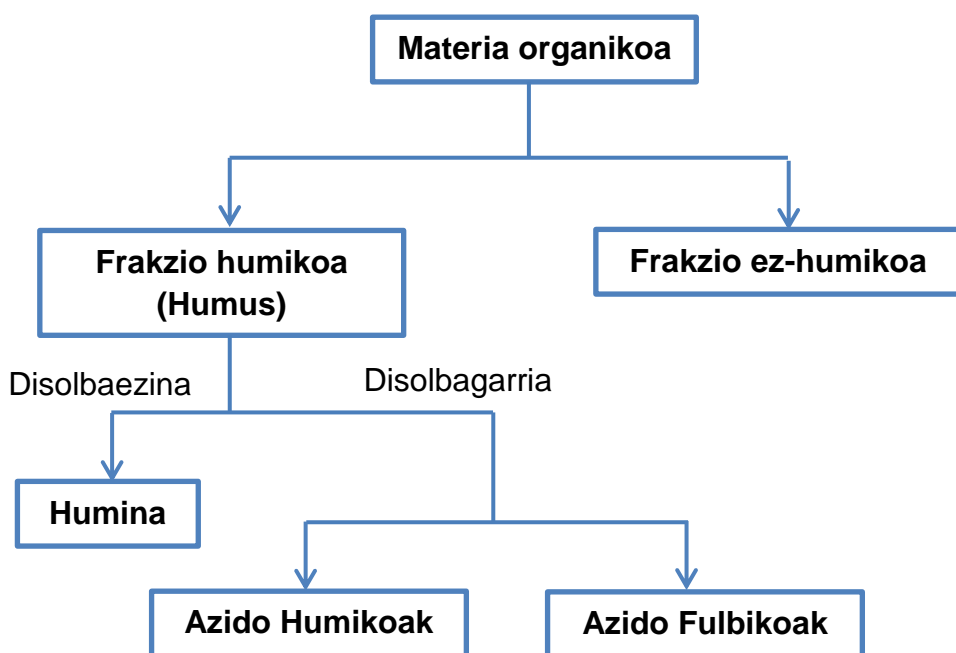 Materia organikoa
Frakzio humikoa
(Humus)
Frakzio ez-humikoa
Disolbaezina
Disolbagarria
Humina
Azido Humikoak
Azido Fulbikoak